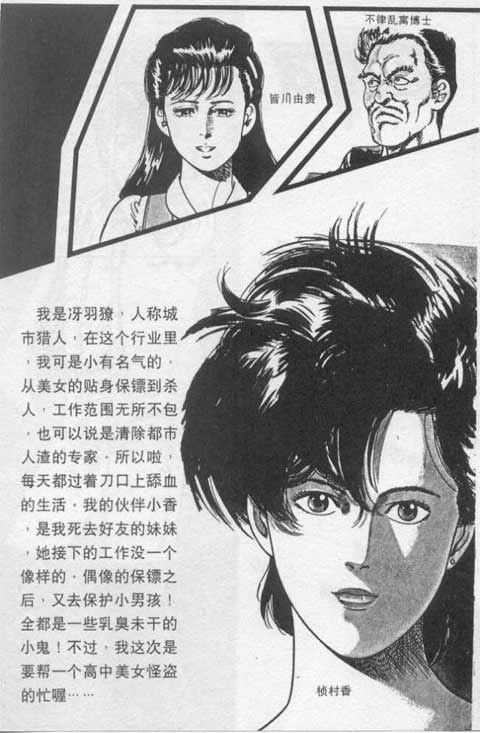 不律乱寓博士
皆川由贵
我是冴羽獠，人称城
市猎人，在这个行业里
，我可是小有名气的．
从美女的贴身保镖到杀
人，工作范围无所不包
．也可以说是清除都市
人渣的专家．所以啦，
每天都过着刀口上舔血
的生活．我的伙伴小香
，是我死去好友的妹妹
，她接下的工作没一个
像样的．偶像的保镖之
后，又去保护小男孩！
全都是一些乳臭未干的
小鬼！不过，我这次是
要帮一个高中美女怪盗
的忙喔……
桢村香